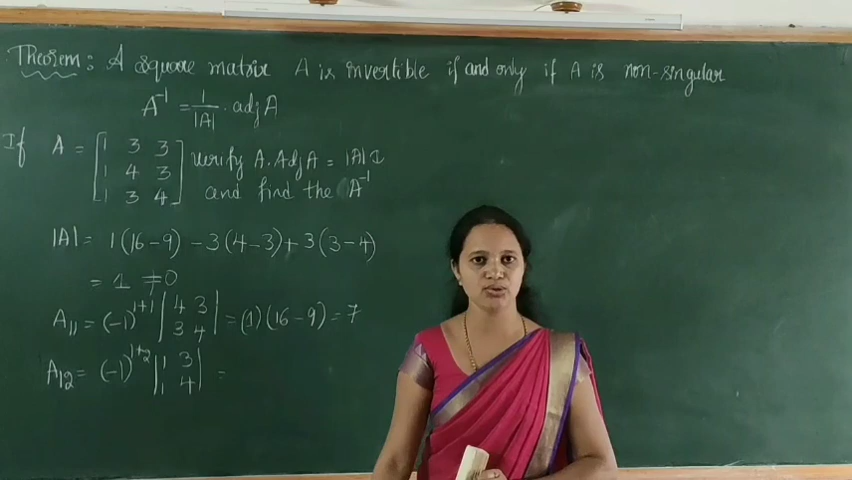 Theorem: A square matrix A is invertible if and only if A is non-singular
A⁻¹ = 1/|A| . adj A
If A = [1 3 3; 1 4 3; 1 3 4] verify A. Adj A = |A| I
and find the A⁻¹
|A| = 1(16-9) - 3(4-3) + 3(3-4)
= 1 ≠ 0
A₁₁ = (-1)¹⁺¹ |4 3; 3 4| = (1)(16-9) = 7
A₁₂ = (-1)¹⁺² |1 3; 1 4| =